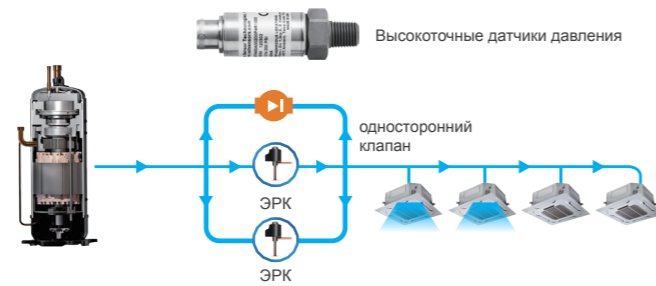 Высокоточные датчики давления
односторонний
клапан
ЭРК
ЭРК